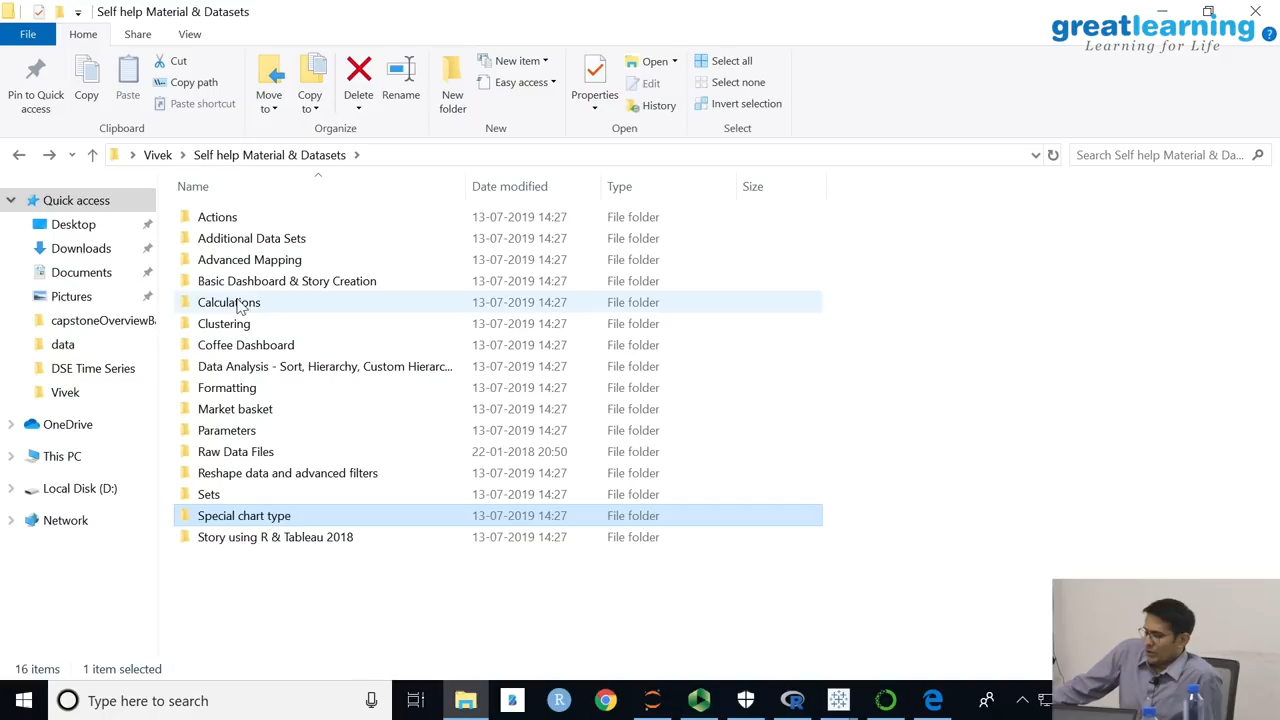 Self help Material & Datasets
greatlearning
Learning for Life
File
Home
Share
View
Pin to Quick access
Copy
Paste
Cut
Copy path
Paste shortcut
Clipboard
Move to
Copy to
Delete
Rename
Organize
New folder
New item
Easy access
New
Properties
Open
Edit
History
Open
Select all
Select none
Invert selection
Select
Vivek
Self help Material & Datasets
Search Self help Material & Da...
Name
Date modified
Type
Size
Quick access
Desktop
Downloads
Documents
Pictures
capstoneOverviewB
data
DSE Time Series
Vivek
OneDrive
This PC
Local Disk (D:)
Network
Actions 13-07-2019 14:27 File folder
Additional Data Sets 13-07-2019 14:27 File folder
Advanced Mapping 13-07-2019 14:27 File folder
Basic Dashboard & Story Creation 13-07-2019 14:27 File folder
Calculations 13-07-2019 14:27 File folder
Clustering 13-07-2019 14:27 File folder
Coffee Dashboard 13-07-2019 14:27 File folder
Data Analysis - Sort, Hierarchy, Custom Hierarc... 13-07-2019 14:27 File folder
Formatting 13-07-2019 14:27 File folder
Market basket 13-07-2019 14:27 File folder
Parameters 13-07-2019 14:27 File folder
Raw Data Files 22-01-2018 20:50 File folder
Reshape data and advanced filters 13-07-2019 14:27 File folder
Sets 13-07-2019 14:27 File folder
Special chart type 13-07-2019 14:27 File folder
Story using R & Tableau 2018 13-07-2019 14:27 File folder
16 items
1 item selected
Type here to search